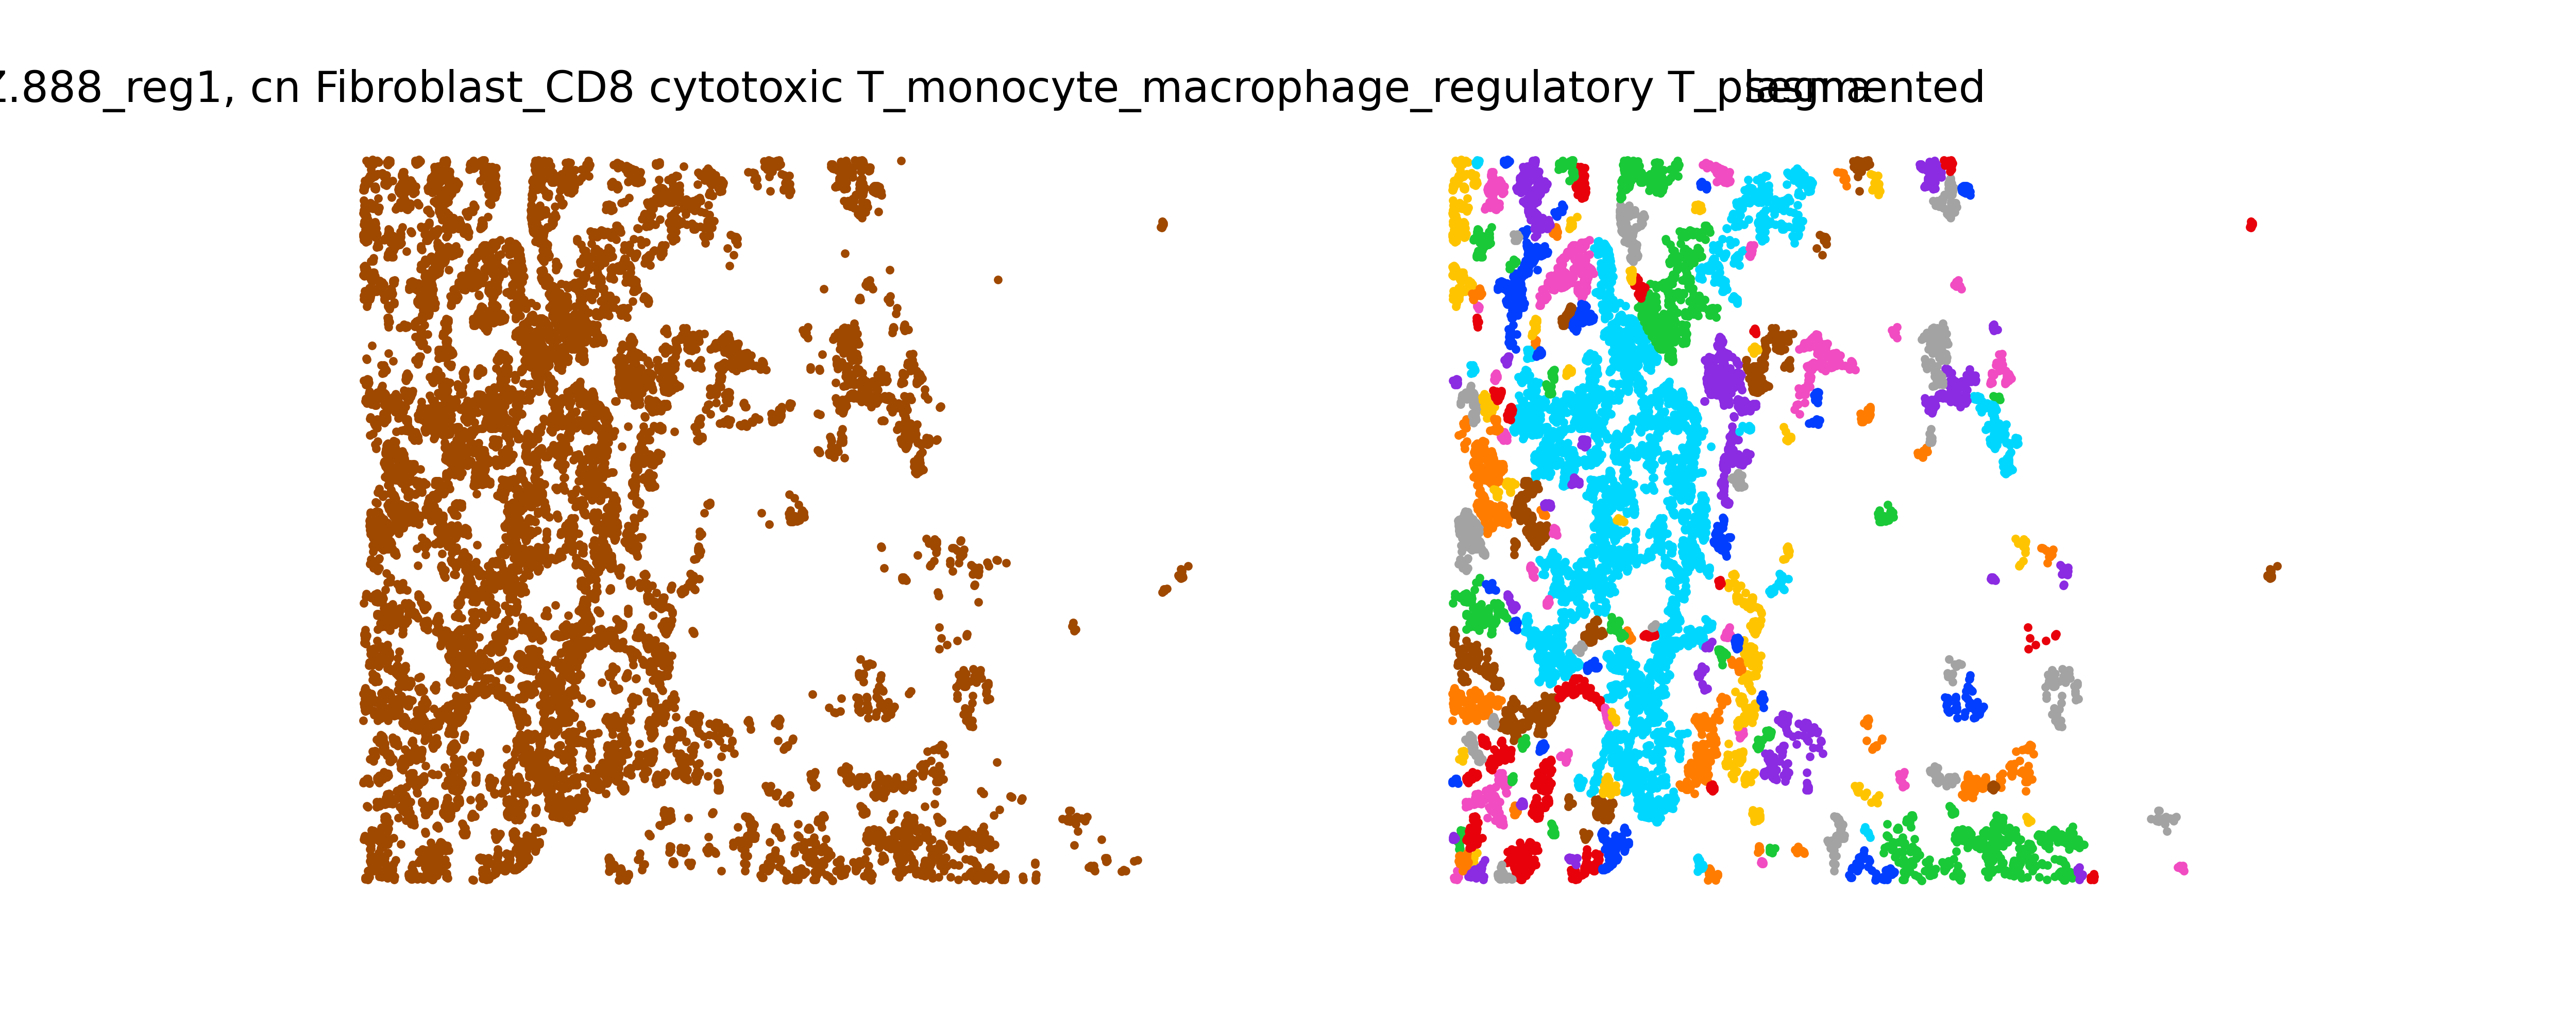 .888_reg1, cn Fibroblast_CD8 cytotoxic T_monocyte_macrophage_regulatory T_plasma
segmented